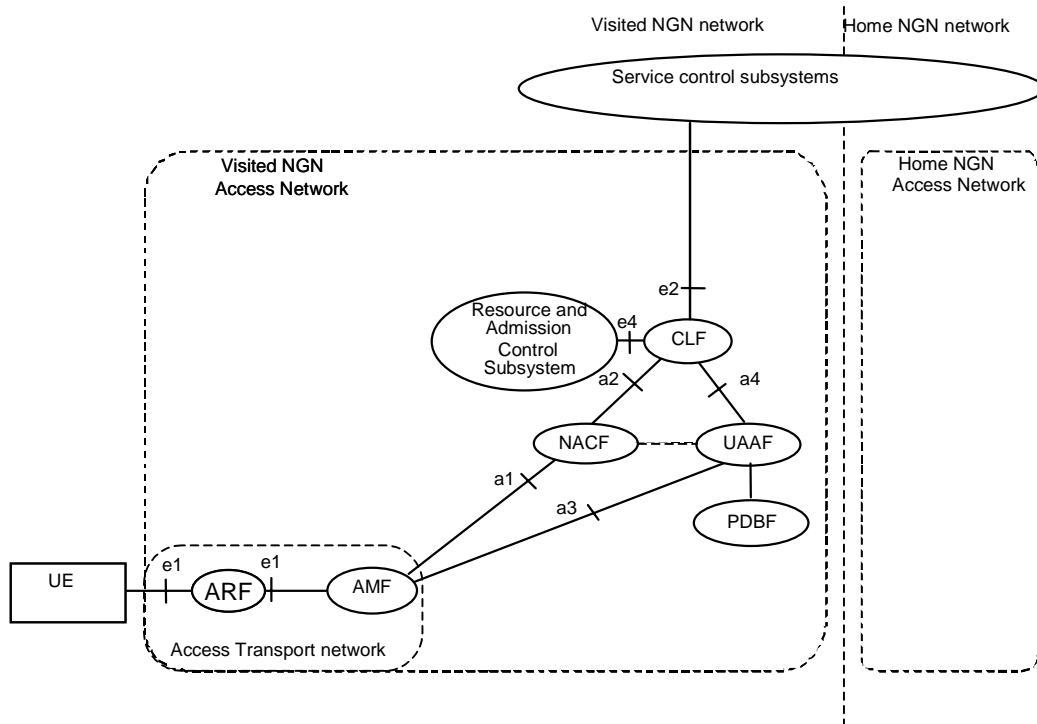 Visited NGN network
Home NGN network
Service control subsystems
Visited NGN
Access Network
Home NGN
Access Network
e2
Resource and
Admission
Control
Subsystem
e4
CLF
a2
a4
NACF
UAAF
a1
a3
PDBF
UE
e1
ARF
e1
AMF
Access Transport network